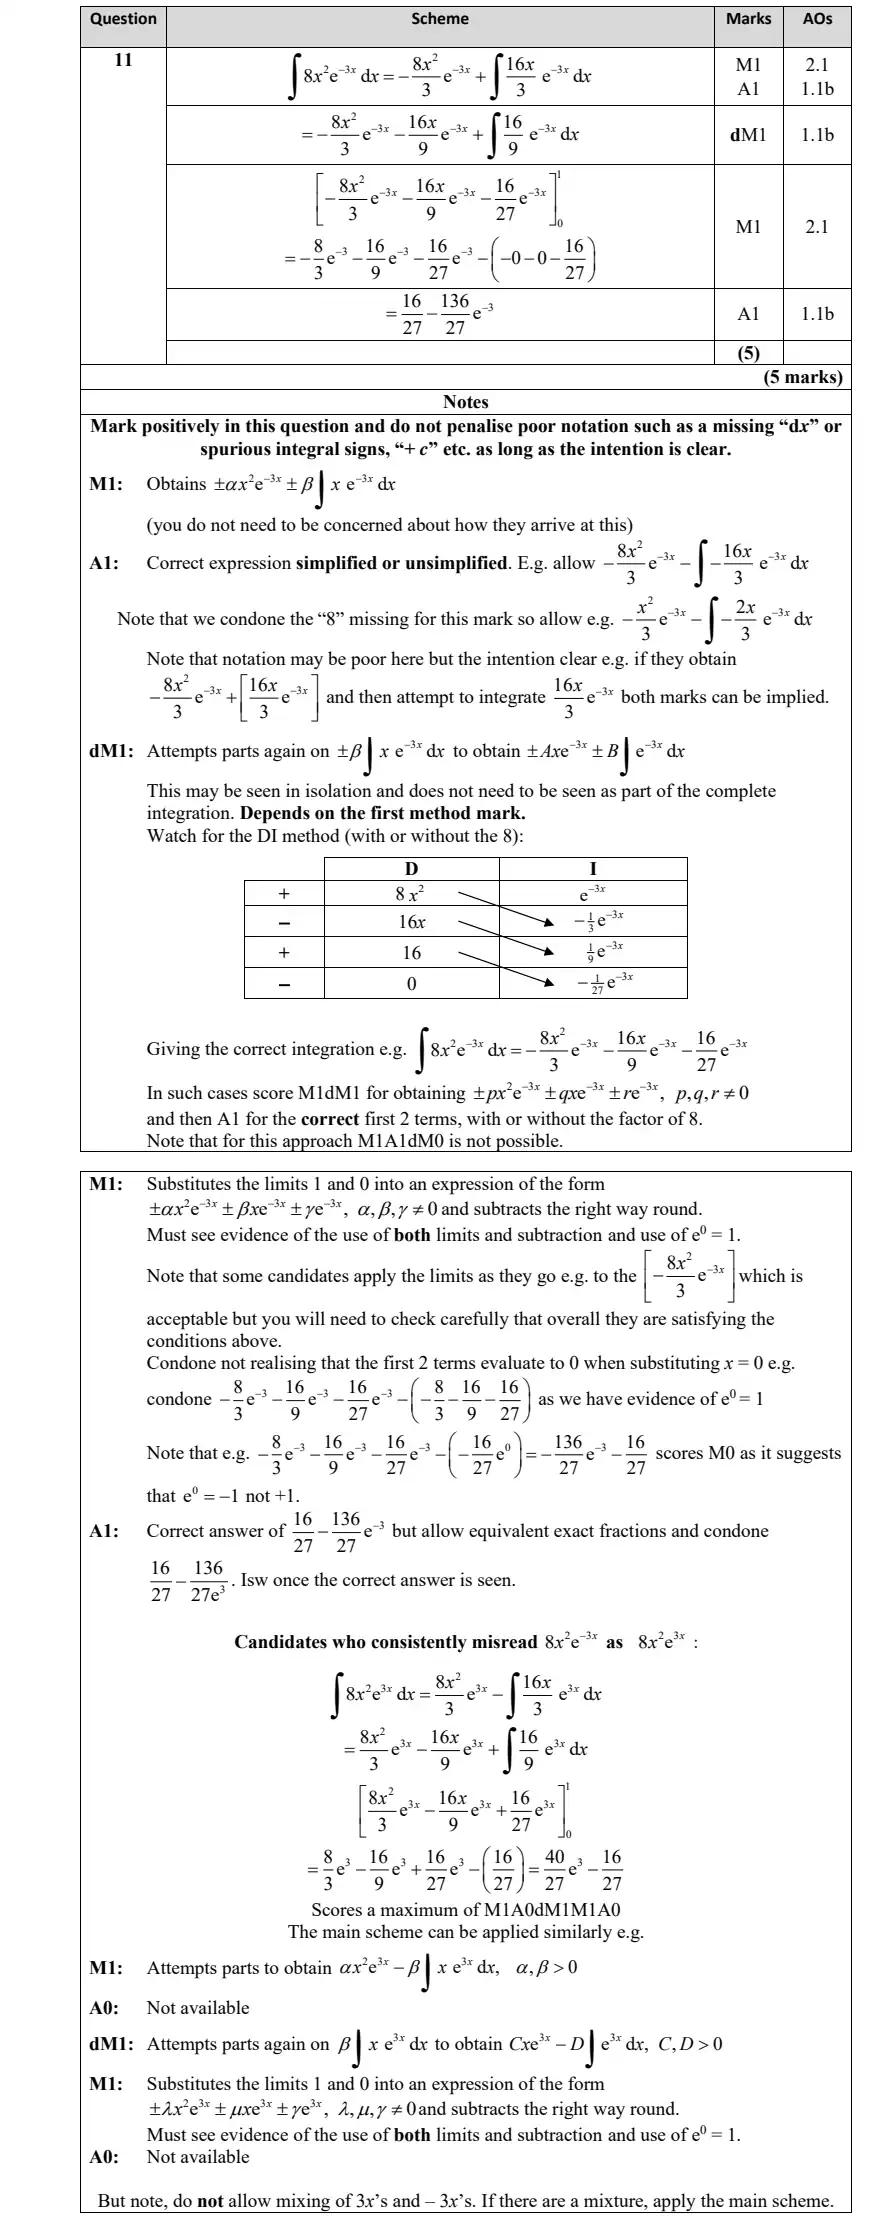 Question Scheme Marks AOs
11 ∫ 8x²e⁻³ˣ dx = −(8x²/3)e⁻³ˣ + ∫ (16x/3) e⁻³ˣ dx M1 A1 2.1 1.1b
= −(8x²/3)e⁻³ˣ − (16x/9)e⁻³ˣ + ∫ (16/9) e⁻³ˣ dx dM1 1.1b
[−(8x²/3)e⁻³ˣ − (16x/9)e⁻³ˣ − (16/27)e⁻³ˣ]₀¹
= −(8/3)e⁻³ − (16/9)e⁻³ − (16/27)e⁻³ − (−0−0−16/27) M1 2.1
= 16/27 − (136/27)e⁻³ A1 1.1b
(5)
(5 marks)
Notes
Mark positively in this question and do not penalise poor notation such as a missing “dx” or
spurious integral signs, “+ c” etc. as long as the intention is clear.
M1: Obtains ±αx²e⁻³ˣ ± β∫ x e⁻³ˣ dx
(you do not need to be concerned about how they arrive at this)
A1: Correct expression simplified or unsimplified. E.g. allow −(8x²/3)e⁻³ˣ − ∫ −(16x/3) e⁻³ˣ dx
Note that we condone the “8” missing for this mark so allow e.g. −(x²/3)e⁻³ˣ − ∫ −(2x/3) e⁻³ˣ dx
Note that notation may be poor here but the intention clear e.g. if they obtain
−(8x²/3)e⁻³ˣ + [(16x/3)e⁻³ˣ] and then attempt to integrate (16x/3)e⁻³ˣ both marks can be implied.
dM1: Attempts parts again on ±β∫ x e⁻³ˣ dx to obtain ±Axe⁻³ˣ ± B∫ e⁻³ˣ dx
This may be seen in isolation and does not need to be seen as part of the complete
integration. Depends on the first method mark.
Watch for the DI method (with or without the 8):
D I
+ 8x² e⁻³ˣ
− 16x −⅓e⁻³ˣ
+ 16 (1/9)e⁻³ˣ
− 0 −(1/27)e⁻³ˣ
Giving the correct integration e.g. ∫ 8x²e⁻³ˣ dx = −(8x²/3)e⁻³ˣ − (16x/9)e⁻³ˣ − (16/27)e⁻³ˣ
In such cases score M1dM1 for obtaining ±px²e⁻³ˣ ± qxe⁻³ˣ ± re⁻³ˣ, p,q,r ≠ 0
and then A1 for the correct first 2 terms, with or without the factor of 8.
Note that for this approach M1A1dM0 is not possible.
M1: Substitutes the limits 1 and 0 into an expression of the form
±αx²e⁻³ˣ ± βxe⁻³ˣ ± γe⁻³ˣ, α, β, γ ≠ 0 and subtracts the right way round.
Must see evidence of the use of both limits and subtraction and use of e⁰ = 1.
Note that some candidates apply the limits as they go e.g. to the [−(8x²/3)e⁻³ˣ] which is
acceptable but you will need to check carefully that overall they are satisfying the
conditions above.
Condone not realising that the first 2 terms evaluate to 0 when substituting x = 0 e.g.
condone −(8/3)e⁻³ − (16/9)e⁻³ − (16/27)e⁻³ − (−8/3 − 16/9 − 16/27) as we have evidence of e⁰ = 1
Note that e.g. −(8/3)e⁻³ − (16/9)e⁻³ − (16/27)e⁻³ − (−(16/27)e⁰) = −(136/27)e⁻³ − 16/27 scores M0 as it suggests
that e⁰ = −1 not +1.
A1: Correct answer of 16/27 − (136/27)e⁻³ but allow equivalent exact fractions and condone
16/27 − 136/(27e³). Isw once the correct answer is seen.
Candidates who consistently misread 8x²e⁻³ˣ as 8x²e³ˣ :
∫ 8x²e³ˣ dx = (8x²/3)e³ˣ − ∫ (16x/3) e³ˣ dx
= (8x²/3)e³ˣ − (16x/9)e³ˣ + ∫ (16/9) e³ˣ dx
[(8x²/3)e³ˣ − (16x/9)e³ˣ + (16/27)e³ˣ]₀¹
= (8/3)e³ − (16/9)e³ + (16/27)e³ − (16/27) = (40/27)e³ − 16/27
Scores a maximum of M1A0dM1M1A0
The main scheme can be applied similarly e.g.
M1: Attempts parts to obtain αx²e³ˣ − β∫ x e³ˣ dx, α, β > 0
A0: Not available
dM1: Attempts parts again on β∫ x e³ˣ dx to obtain Cxe³ˣ − D∫ e³ˣ dx, C, D > 0
M1: Substitutes the limits 1 and 0 into an expression of the form
±λx²e³ˣ ± μxe³ˣ ± γe³ˣ, λ, μ, γ ≠ 0 and subtracts the right way round.
Must see evidence of the use of both limits and subtraction and use of e⁰ = 1.
A0: Not available
But note, do not allow mixing of 3x’s and – 3x’s. If there are a mixture, apply the main scheme.